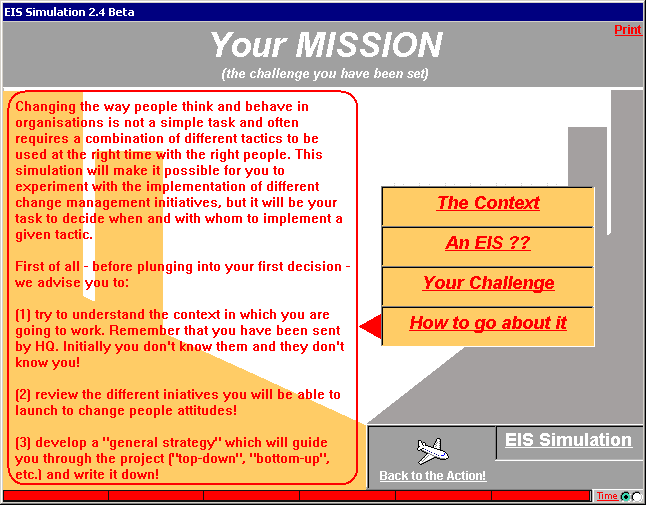 EIS Simulation 2.4 Beta
Print
Your MISSION
(the challenge you have been set)
Changing the way people think and behave in
organisations is not a simple task and often
requires a combination of different tactics to be
used at the right time with the right people. This
simulation will make it possible for you to
experiment with the implementation of different
change management initiatives, but it will be your
task to decide when and with whom to implement a
given tactic.
First of all - before plunging into your first decision -
we advise you to:
(1) try to understand the context in which you are
going to work. Remember that you have been sent
by HQ. Initially you don't know them and they don't
know you!
(2) review the different iniatives you will be able to
launch to change people attitudes!
(3) develop a "general strategy" which will guide
you through the project ("top-down", "bottom-up",
etc.) and write it down!
The Context
An EIS ??
Your Challenge
How to go about it
Back to the Action!
EIS Simulation
Time